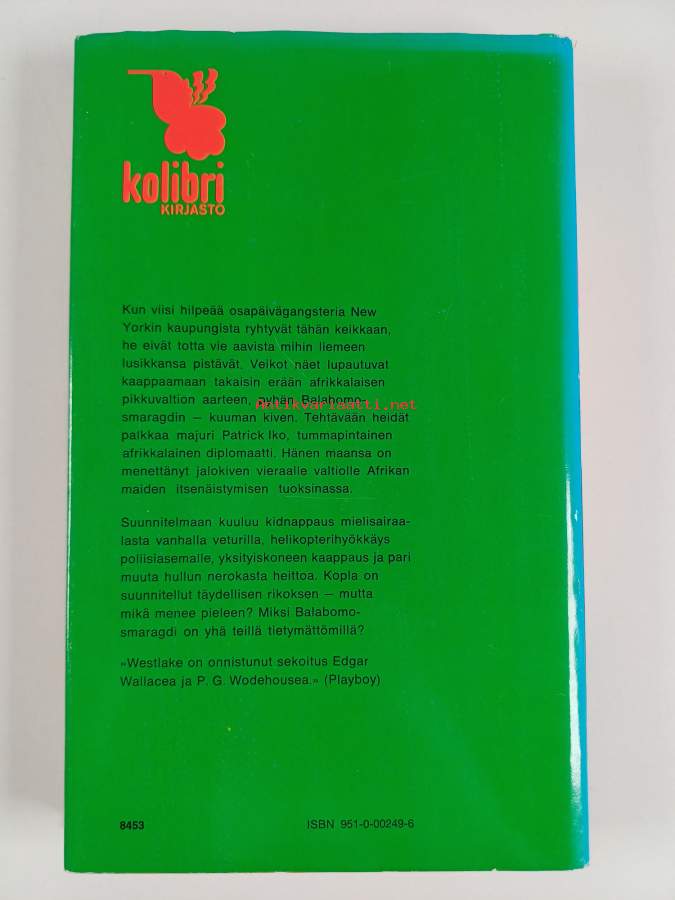 kolibri
KIRJASTO
Kun viisi hilpeää osapäivägangsteria New
Yorkin kaupungista ryhtyvät tähän keikkaan,
he eivät totta vie aavista mihin liemeen
lusikkansa pistävät. Veikot näet lupautuvat
kaappaamaan takaisin erään afrikkalaisen
pikkuvaltion aarteen, pyhän Balabomo-
antikvariaatti.net
smaragdin — kuuman kiven. Tehtävään heidät
palkkaa majuri Patrick Iko, tummapintainen
afrikkalainen diplomaatti. Hänen maansa on
menettänyt jalokiven vieraalle valtiolle Afrikan
maiden itsenäistymisen tuoksinassa.
Suunnitelmaan kuuluu kidnappaus mielisairaa-
lasta vanhalla veturilla, helikopterihyökkäys
poliisiasemalle, yksityiskoneen kaappaus ja pari
muuta hullun nerokasta heittoa. Kopla on
suunnitellut täydellisen rikoksen — mutta
mikä menee pieleen? Miksi Balabomo-
smaragdi on yhä teillä tietymättömillä?
»Westlake on onnistunut sekoitus Edgar
Wallacea ja P. G. Wodehousea.» (Playboy)
8453
ISBN 951-0-00249-6